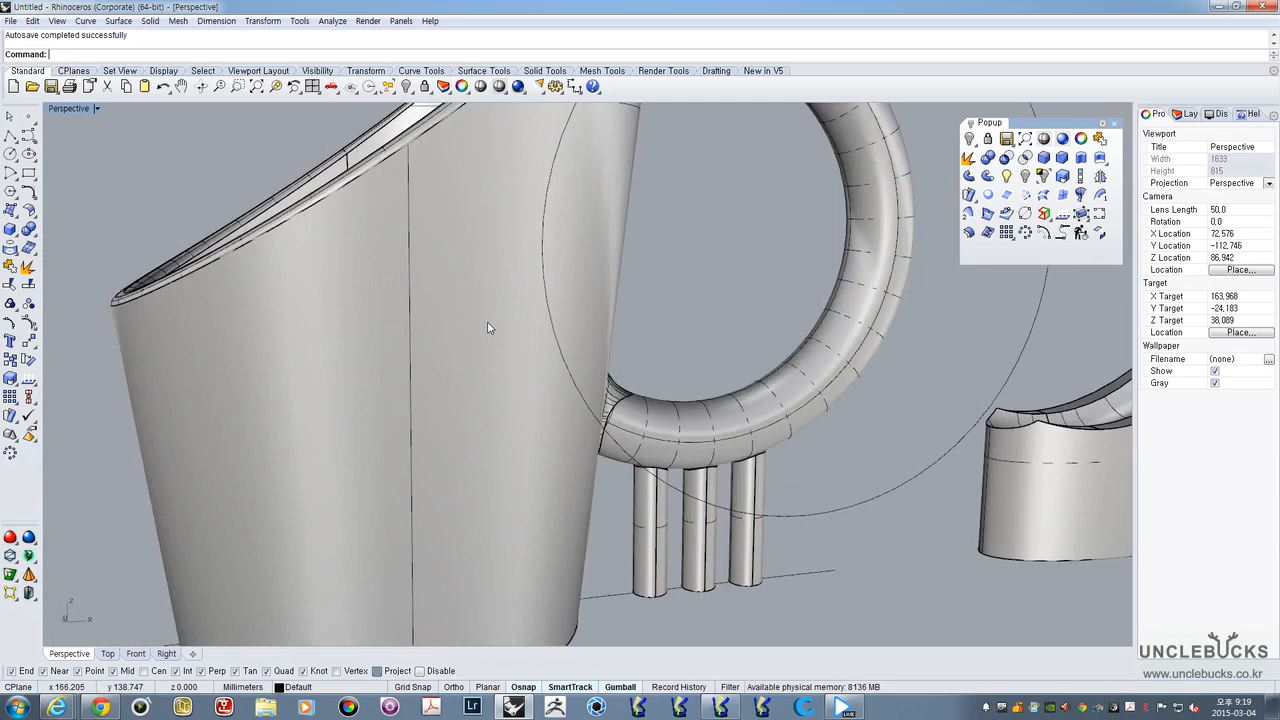 Untitled - Rhinoceros (Corporate) (64-bit) - [Perspective]
File Edit View Curve Surface Solid Mesh Dimension Transform Tools Analyze Render Panels Help
Autosave completed successfully
Command:
Standard CPlanes Set View Display Select Viewport Layout Visibility Transform Curve Tools Surface Tools Solid Tools Mesh Tools Render Tools Drafting New in V5
Perspective
Popup
Pro Lay Dis Hel
Viewport
Title Perspective
Width 1633
Height 815
Projection Perspective
Camera
Lens Length 50,0
Rotation 0,0
X Location 72,576
Y Location -112,746
Z Location 86,942
Location Place...
Target
X Target 163,968
Y Target -24,183
Z Target 38,089
Location Place...
Wallpaper
Filename (none) ...
Show
Gray
z
x
Perspective Top Front Right
UNCLEBUCKS
www.unclebucks.co.kr
End Near Point Mid Cen Int Perp Tan Quad Knot Vertex Project Disable
CPlane x 166.205 y 138.747 z 0.000 Millimeters Default Grid Snap Ortho Planar Osnap SmartTrack Gumball Record History Filter Available physical memory: 8136 MB
Lr
LIVE
오후 9:19
2015-03-04